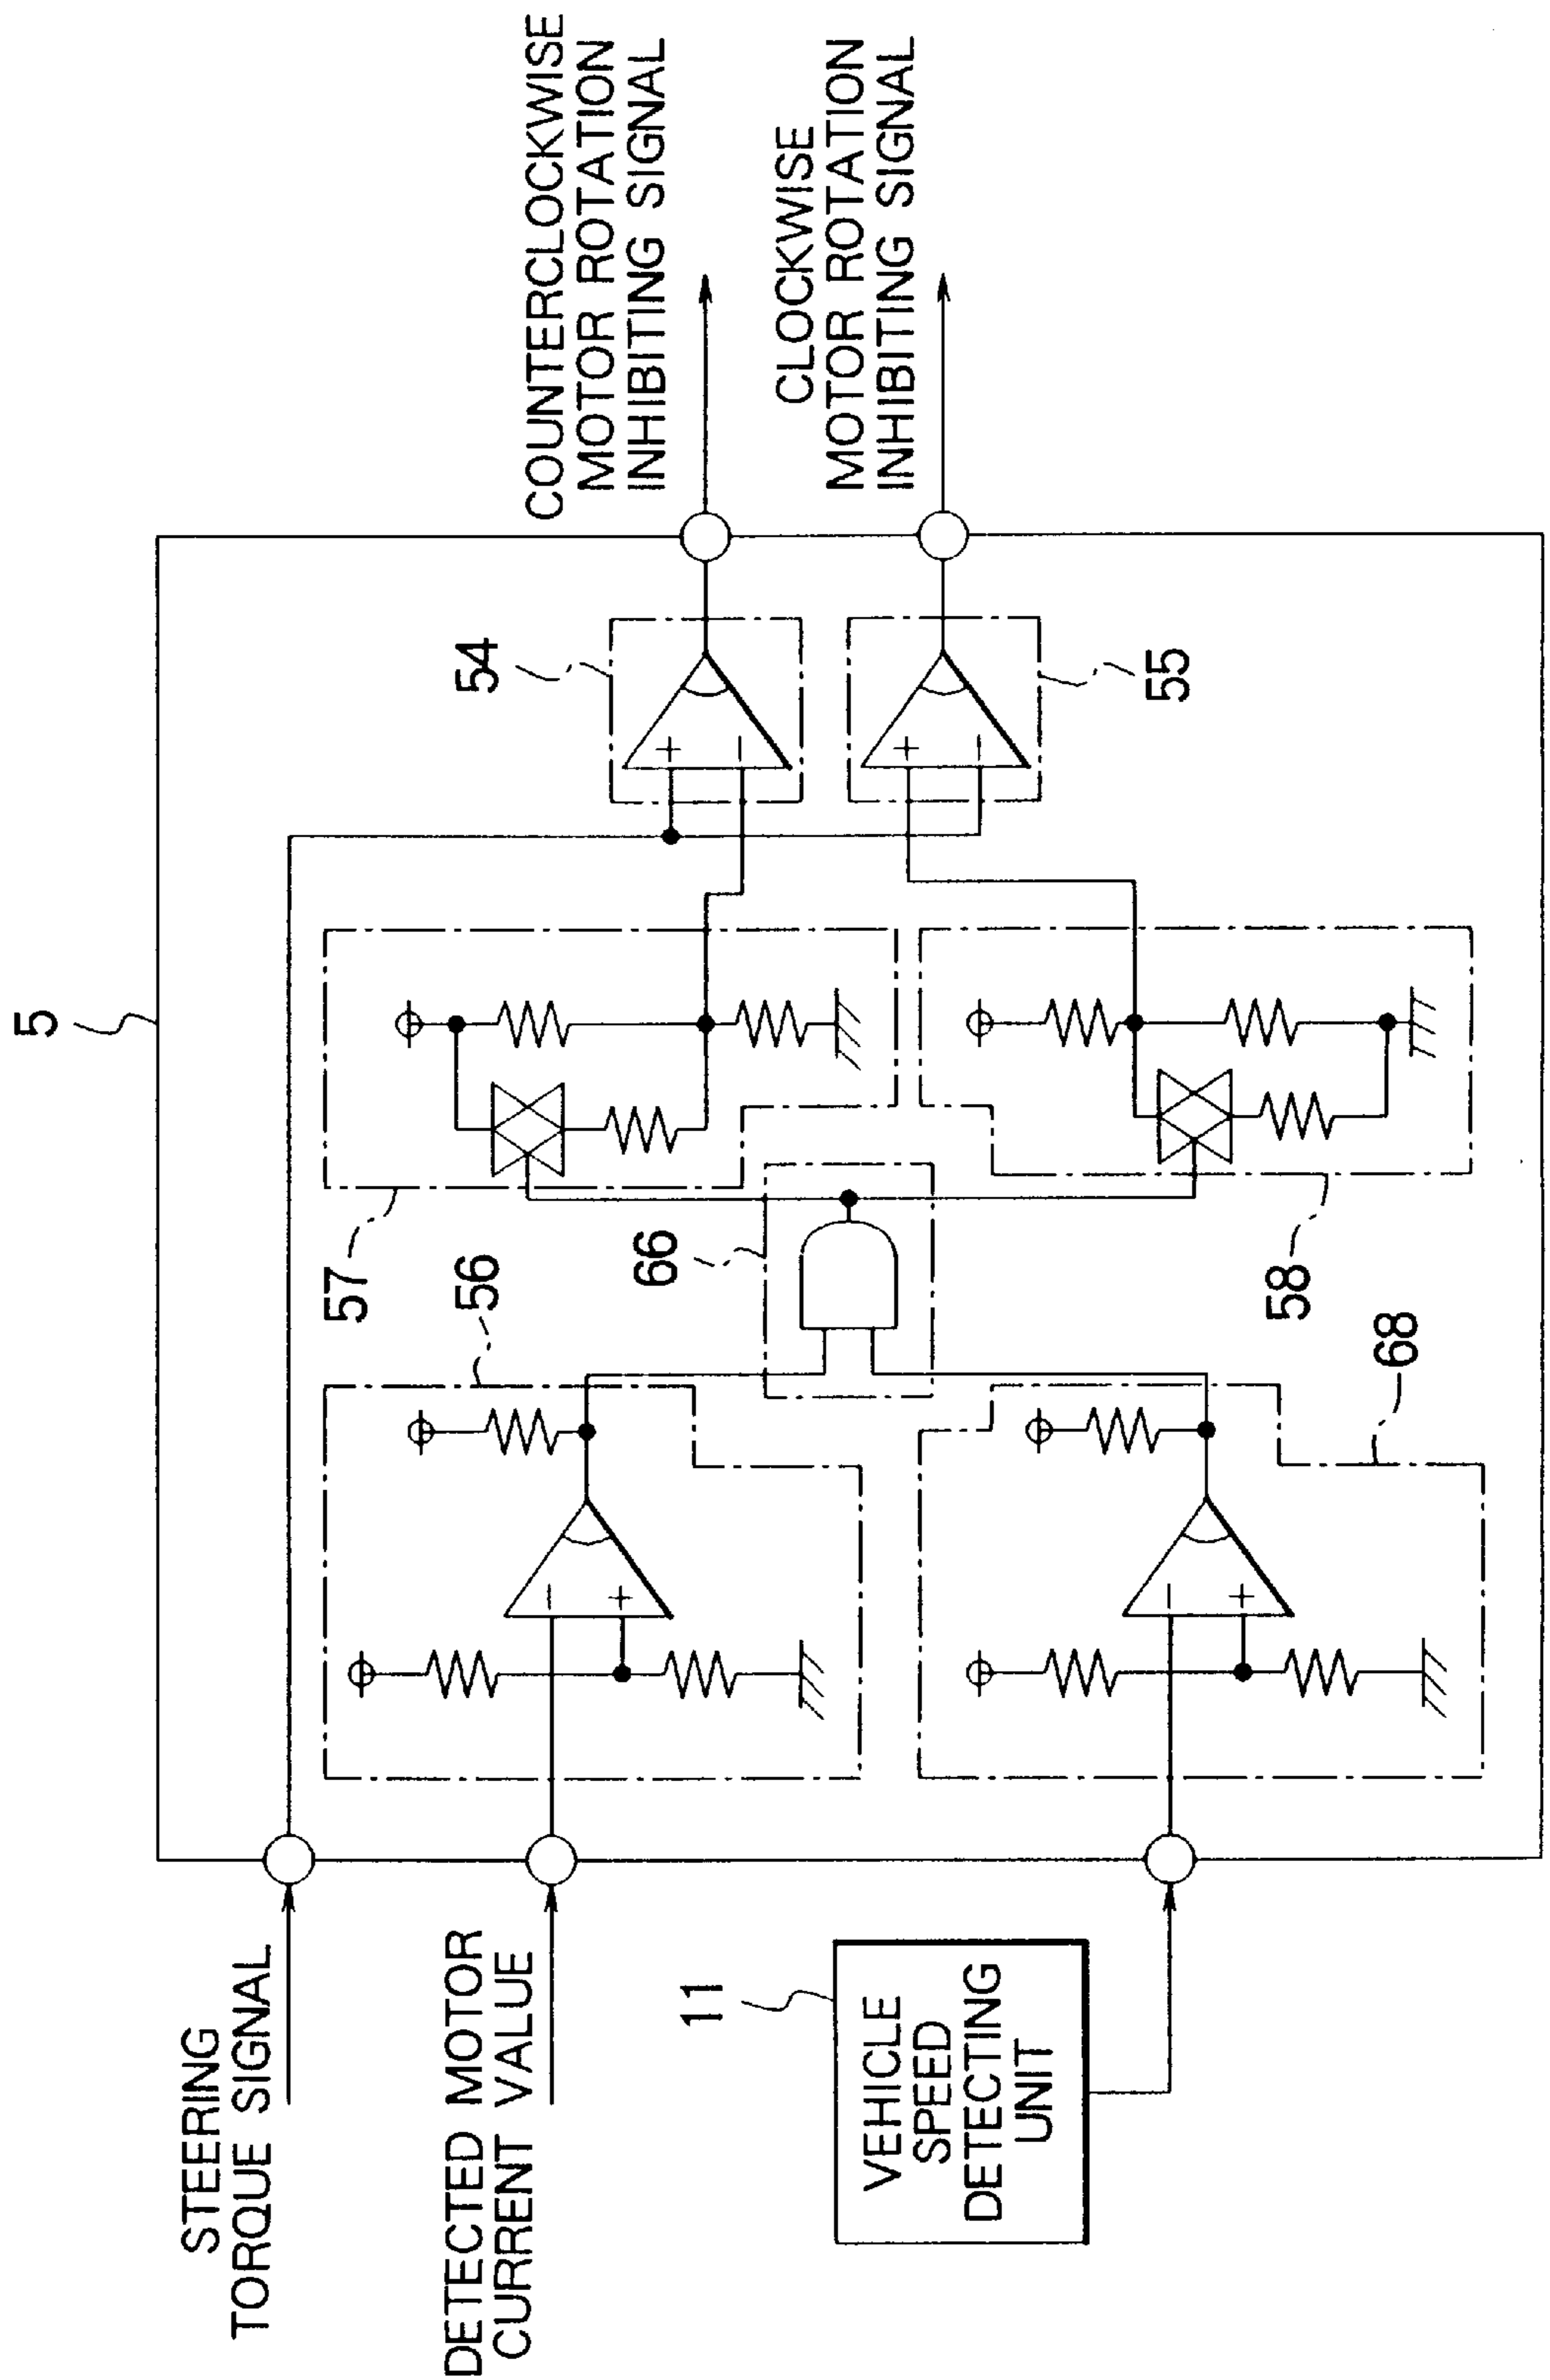 5
STEERING
TORQUE SIGNAL
DETECTED MOTOR
CURRENT VALUE
11
VEHICLE
SPEED
DETECTING
UNIT
56
57
66
58
68
54
55
+
−
+
−
−
+
−
+
COUNTERCLOCKWISE
MOTOR ROTATION
INHIBITING SIGNAL
CLOCKWISE
MOTOR ROTATION
INHIBITING SIGNAL